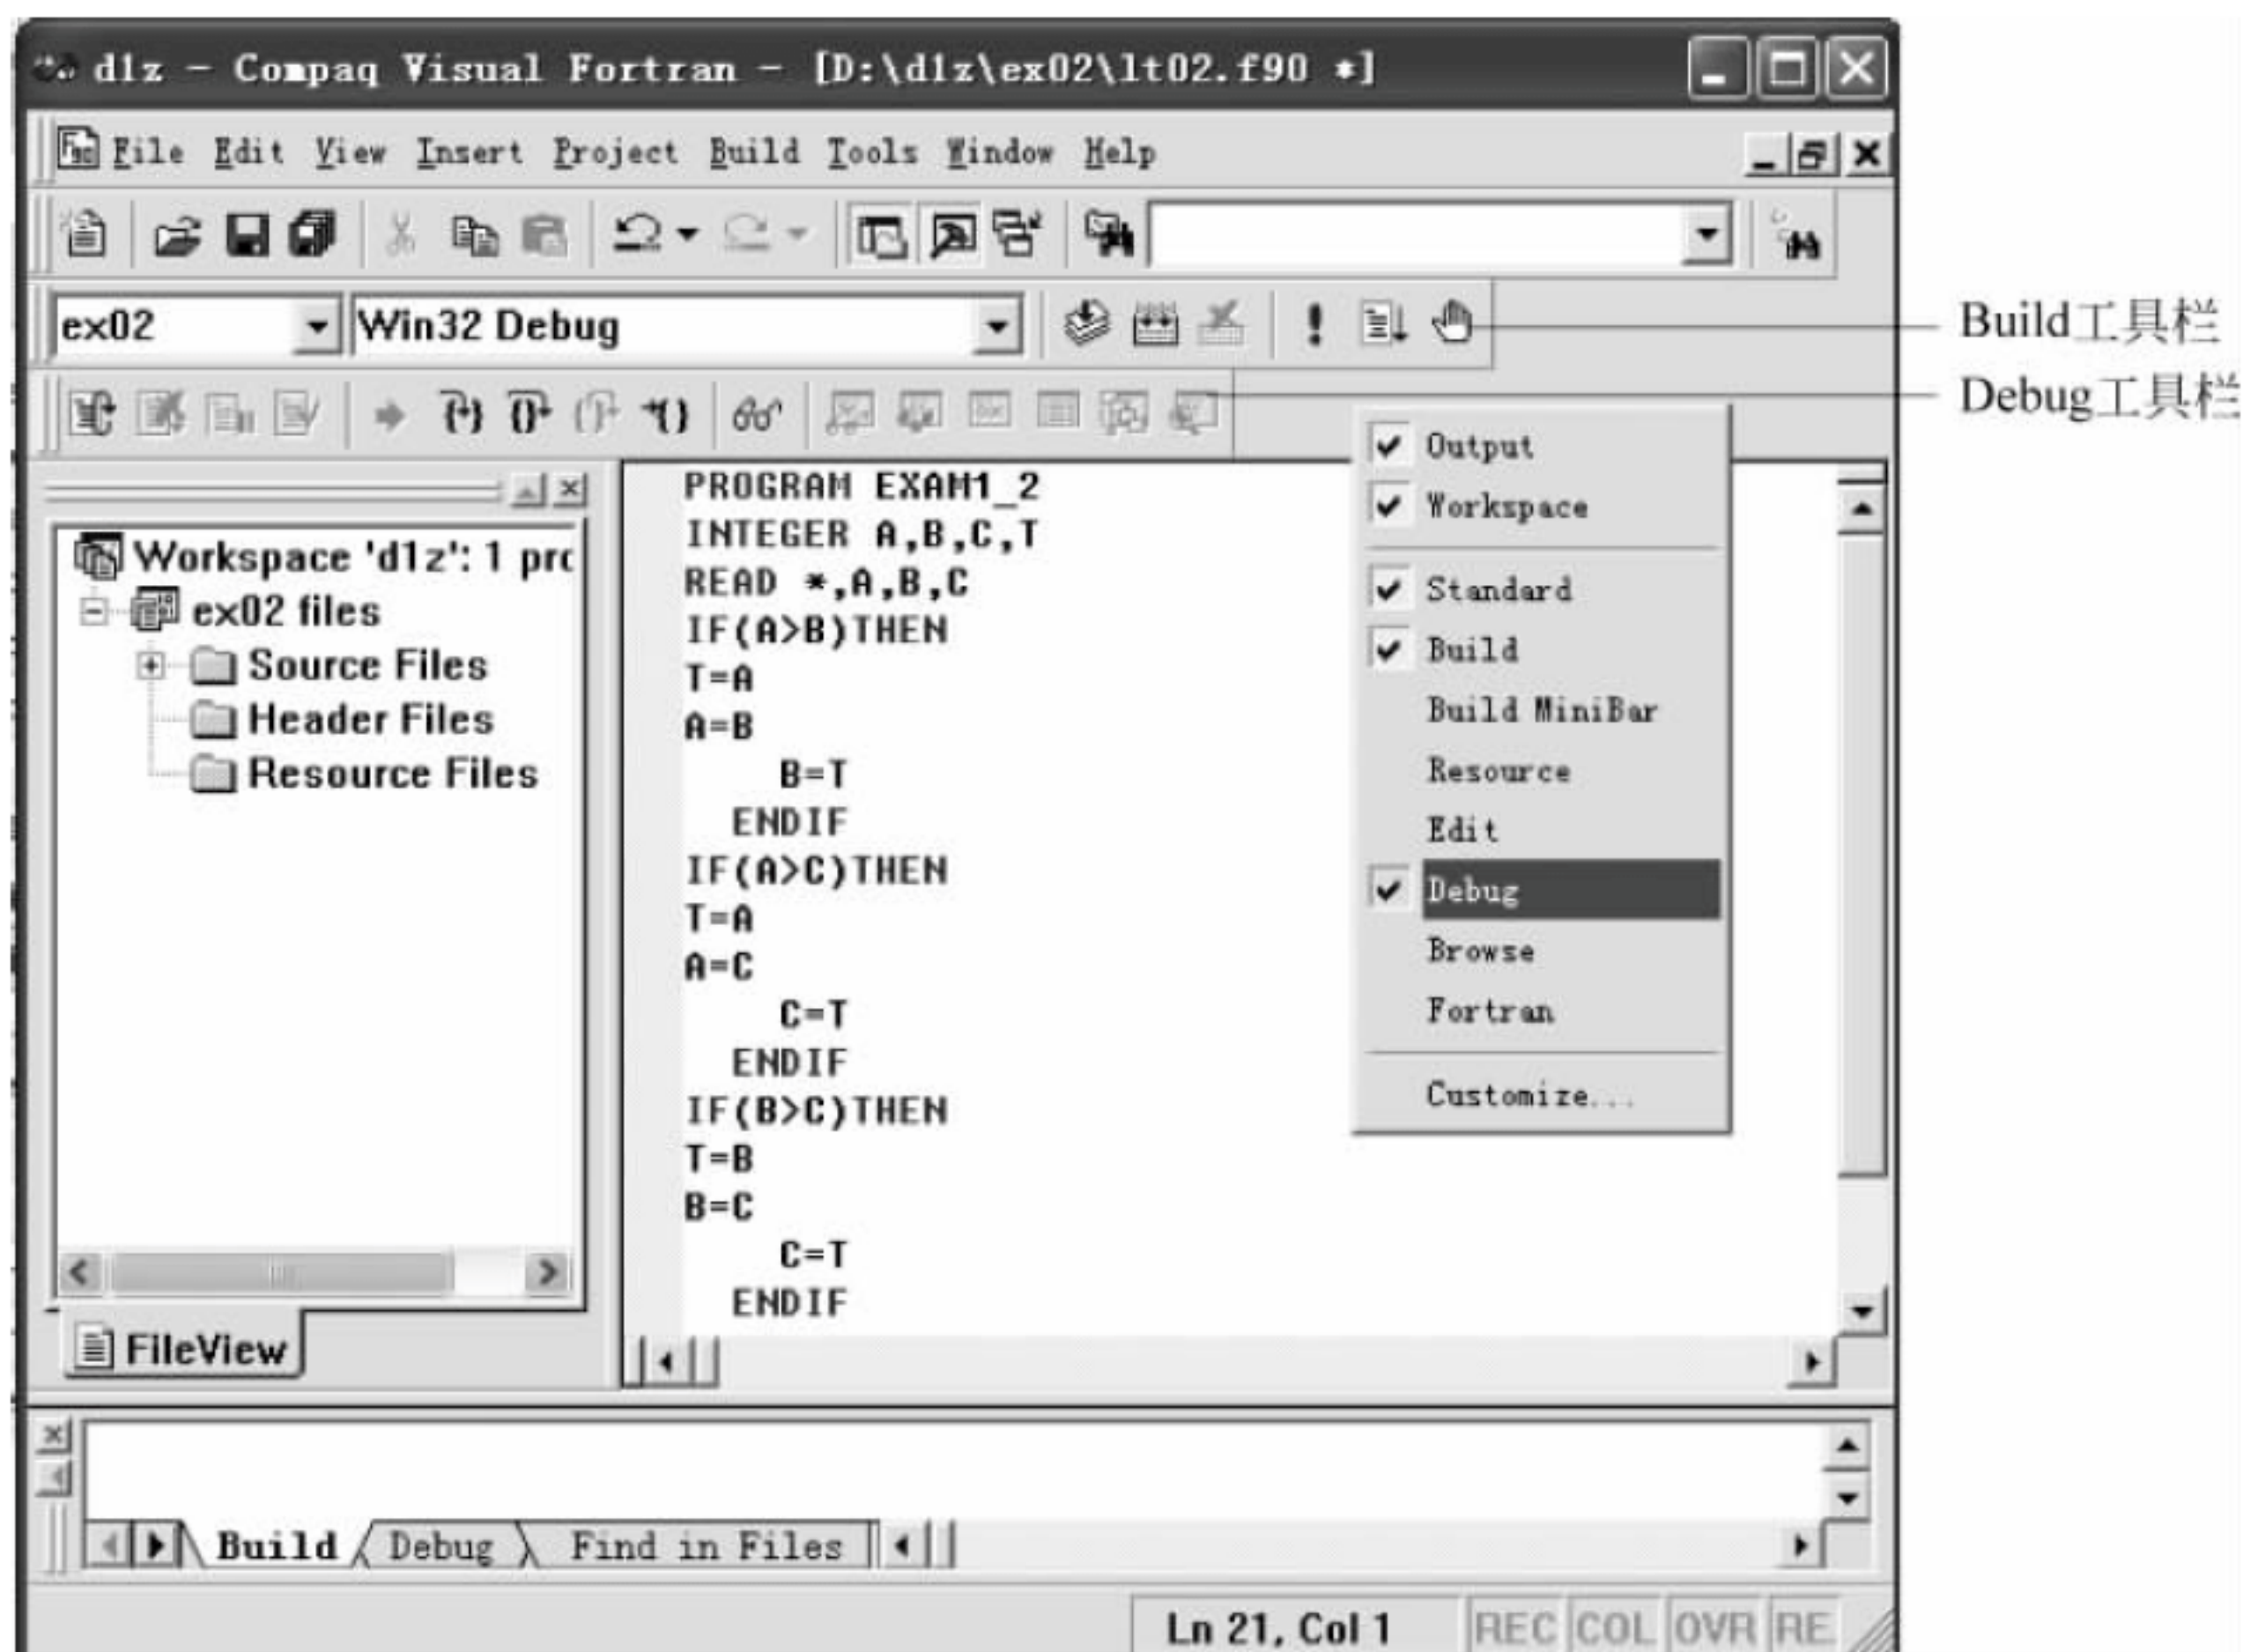 d1z - Compaq Visual Fortran - [D:\d1z\ex02\lt02.f90 *]
File Edit View Insert Project Build Tools Window Help
ex02 Win32 Debug
Build工具栏
Debug工具栏
Workspace 'd1z': 1 prc
ex02 files
Source Files
Header Files
Resource Files
FileView
PROGRAM EXAM1_2
INTEGER A,B,C,T
READ *,A,B,C
IF(A>B)THEN
T=A
A=B
B=T
ENDIF
IF(A>C)THEN
T=A
A=C
C=T
ENDIF
IF(B>C)THEN
T=B
B=C
C=T
ENDIF
Output
Workspace
Standard
Build
Build MiniBar
Resource
Edit
Debug
Browse
Fortran
Customize...
Build Debug Find in Files
Ln 21, Col 1 REC COL OVR RE